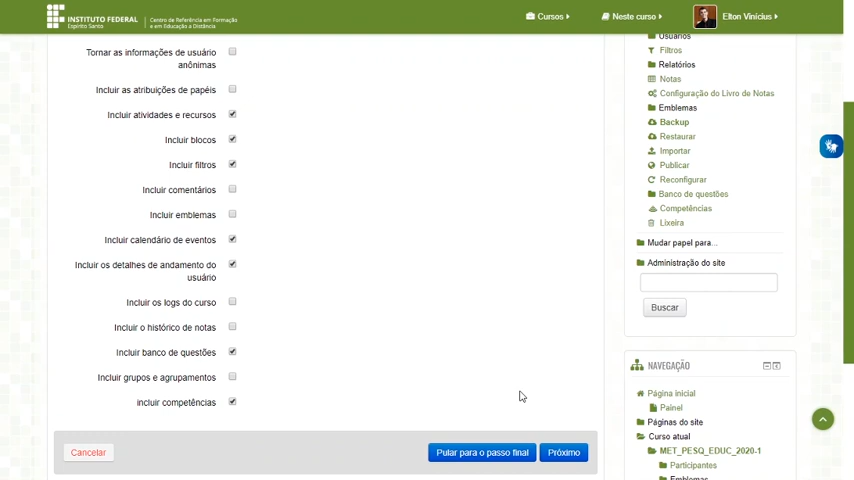 INSTITUTO FEDERAL
Espírito Santo
Centro de Referência em Formação
e em Educação a Distância
Cursos
Neste curso
Elton Vinícius
Tornar as informações de usuário
anônimas
Incluir as atribuições de papéis
Incluir atividades e recursos
Incluir blocos
Incluir filtros
Incluir comentários
Incluir emblemas
Incluir calendário de eventos
Incluir os detalhes de andamento do
usuário
Incluir os logs do curso
Incluir o histórico de notas
Incluir banco de questões
Incluir grupos e agrupamentos
incluir competências
Cancelar
Pular para o passo final
Próximo
Usuários
Filtros
Relatórios
Notas
Configuração do Livro de Notas
Emblemas
Backup
Restaurar
Importar
Publicar
Reconfigurar
Banco de questões
Competências
Lixeira
Mudar papel para...
Administração do site
Buscar
NAVEGAÇÃO
Página inicial
Painel
Páginas do site
Curso atual
MET_PESQ_EDUC_2020-1
Participantes
Emblemas